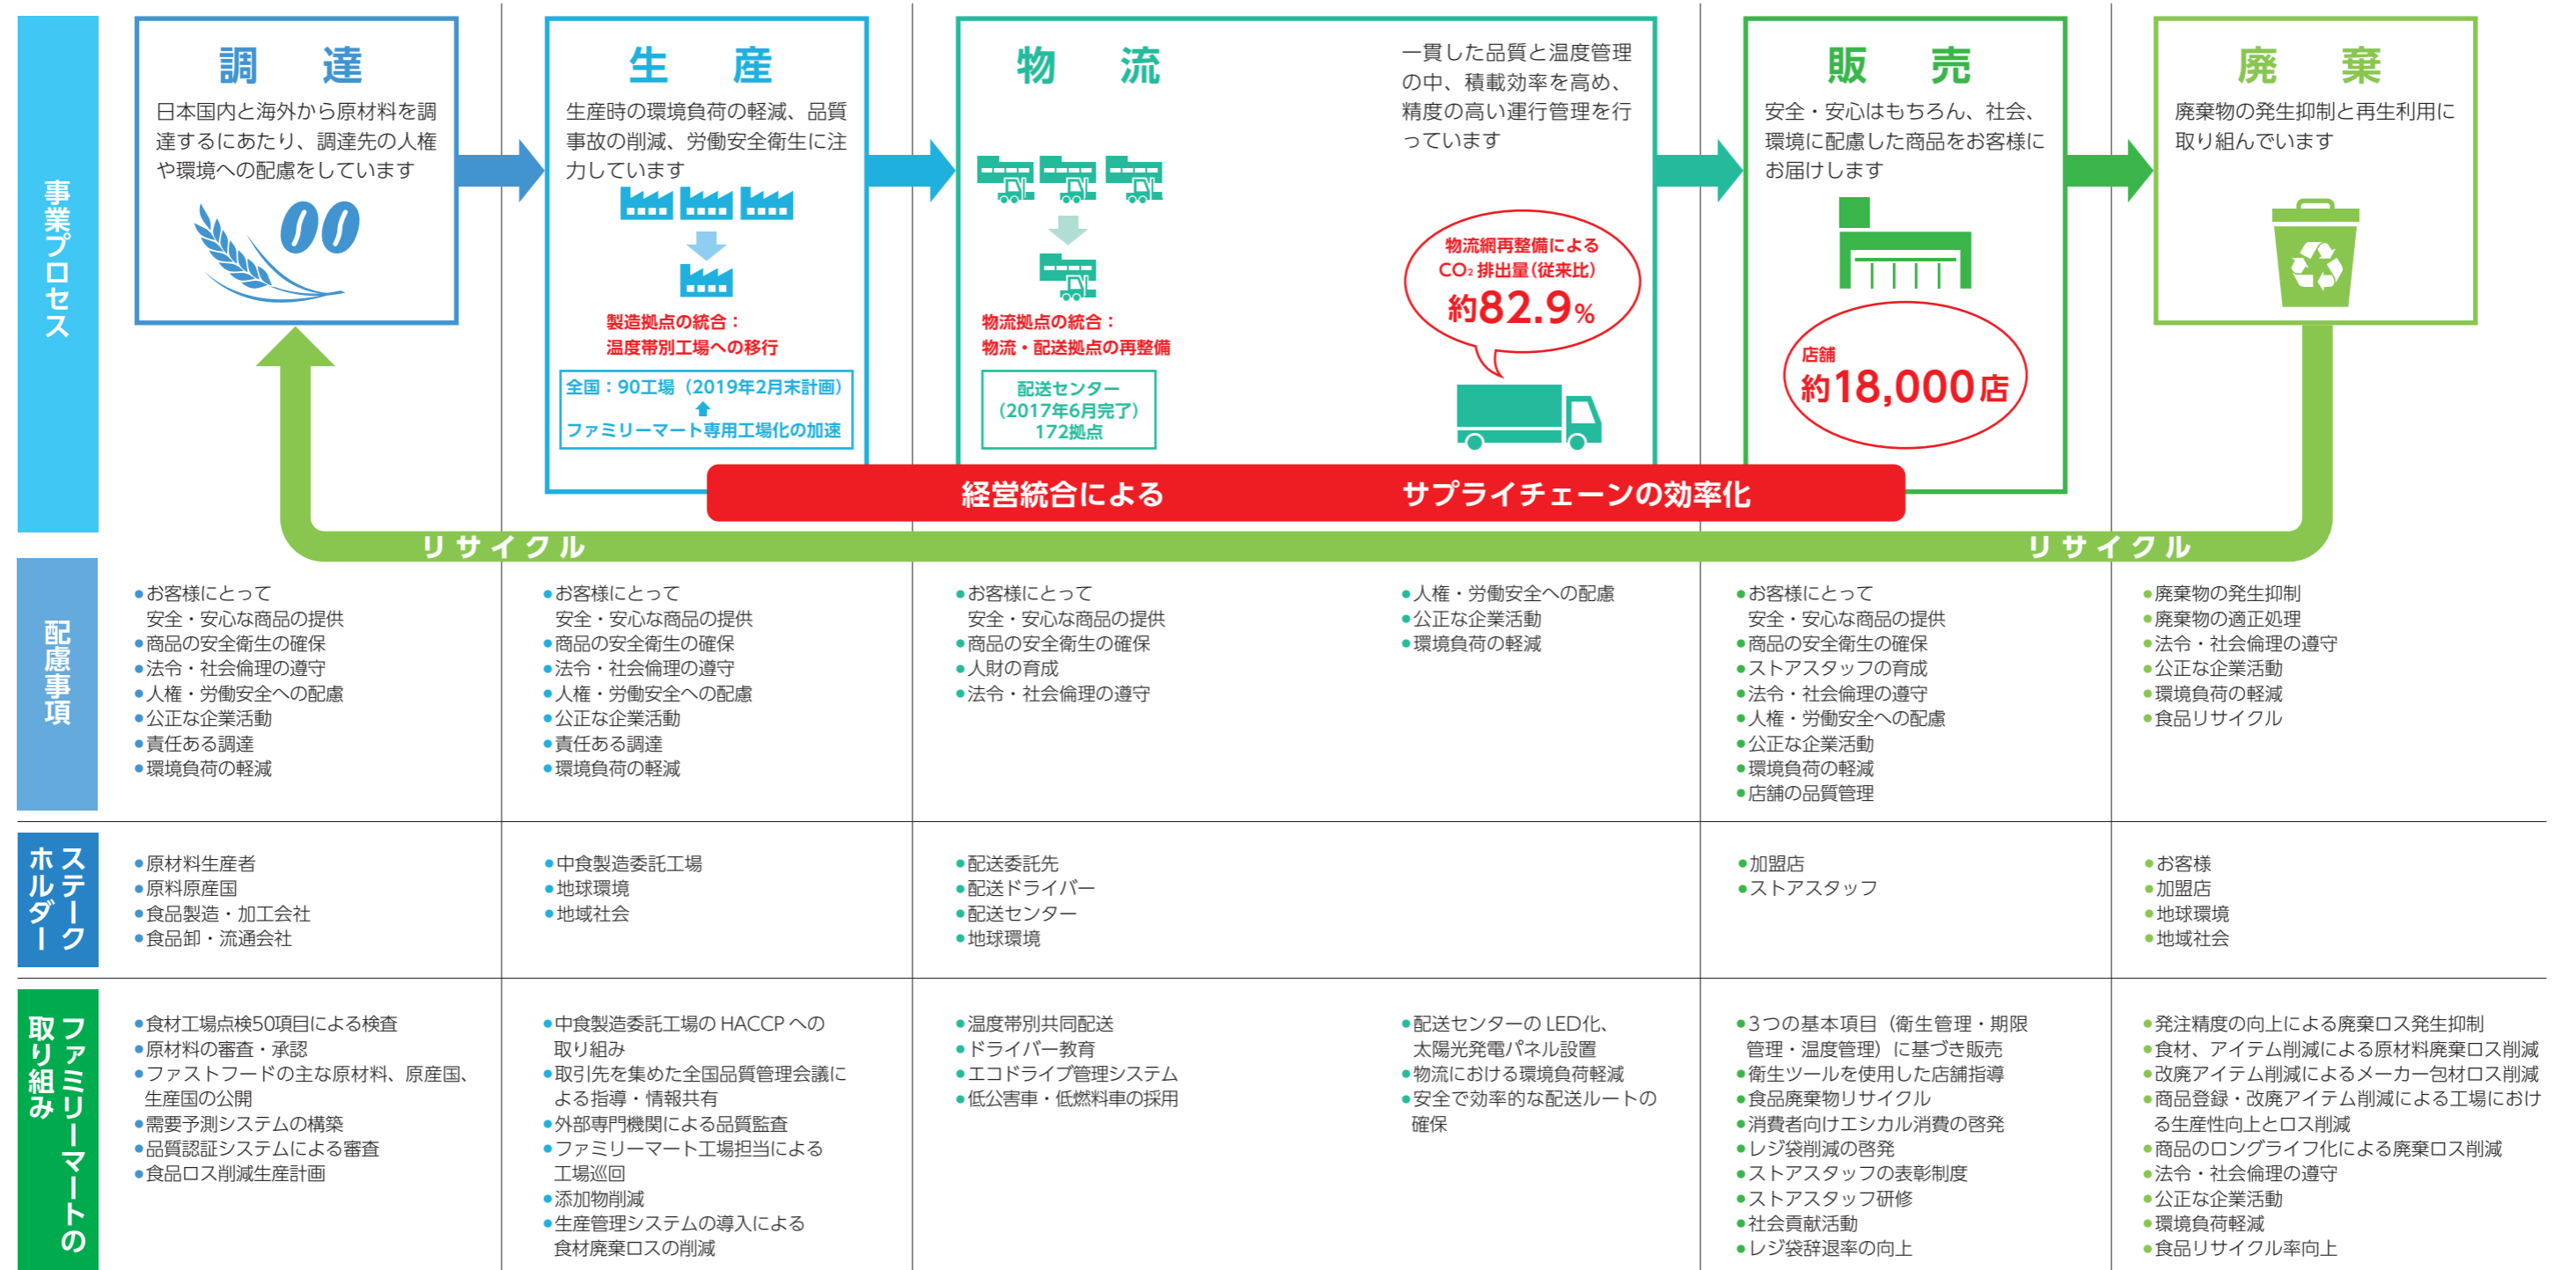 事業プロセス
調達
日本国内と海外から原材料を調
達するにあたり、調達先の人権
や環境への配慮をしています
生産
生産時の環境負荷の軽減、品質
事故の削減、労働安全衛生に注
力しています
製造拠点の統合：
温度帯別工場への移行
全国：90工場（2019年2月末計画）
ファミリーマート専用工場化の加速
物流
物流拠点の統合：
物流・配送拠点の再整備
配送センター
（2017年6月完了）
172拠点
一貫した品質と温度管理
の中、積載効率を高め、
精度の高い運行管理を行
っています
物流網再整備による
CO₂排出量（従来比）
約82.9%
販売
安全・安心はもちろん、社会、
環境に配慮した商品をお客様に
お届けします
店舗
約18,000店
廃棄
廃棄物の発生抑制と再生利用に
取り組んでいます
経営統合による
サプライチェーンの効率化
リサイクル
リサイクル
配慮事項
●お客様にとって
安全・安心な商品の提供
●商品の安全衛生の確保
●法令・社会倫理の遵守
●人権・労働安全への配慮
●公正な企業活動
●責任ある調達
●環境負荷の軽減
●お客様にとって
安全・安心な商品の提供
●商品の安全衛生の確保
●法令・社会倫理の遵守
●人権・労働安全への配慮
●公正な企業活動
●責任ある調達
●環境負荷の軽減
●お客様にとって
安全・安心な商品の提供
●商品の安全衛生の確保
●人財の育成
●法令・社会倫理の遵守
●人権・労働安全への配慮
●公正な企業活動
●環境負荷の軽減
●お客様にとって
安全・安心な商品の提供
●商品の安全衛生の確保
●ストアスタッフの育成
●法令・社会倫理の遵守
●人権・労働安全への配慮
●公正な企業活動
●環境負荷の軽減
●店舗の品質管理
●廃棄物の発生抑制
●廃棄物の適正処理
●法令・社会倫理の遵守
●公正な企業活動
●環境負荷の軽減
●食品リサイクル
ステーク
ホルダー
●原材料生産者
●原料原産国
●食品製造・加工会社
●食品卸・流通会社
●中食製造委託工場
●地球環境
●地域社会
●配送委託先
●配送ドライバー
●配送センター
●地球環境
●加盟店
●ストアスタッフ
●お客様
●加盟店
●地球環境
●地域社会
ファミリーマートの
取り組み
●食材工場点検50項目による検査
●原材料の審査・承認
●ファストフードの主な原材料、原産国、
生産国の公開
●需要予測システムの構築
●品質認証システムによる審査
●食品ロス削減生産計画
●中食製造委託工場の HACCP への
取り組み
●取引先を集めた全国品質管理会議に
よる指導・情報共有
●外部専門機関による品質監査
●ファミリーマート工場担当による
工場巡回
●添加物削減
●生産管理システムの導入による
食材廃棄ロスの削減
●温度帯別共同配送
●ドライバー教育
●エコドライブ管理システム
●低公害車・低燃料車の採用
●配送センターの LED化、
太陽光発電パネル設置
●物流における環境負荷軽減
●安全で効率的な配送ルートの
確保
●3つの基本項目（衛生管理・期限
管理・温度管理）に基づき販売
●衛生ツールを使用した店舗指導
●食品廃棄物リサイクル
●消費者向けエシカル消費の啓発
●レジ袋削減の啓発
●ストアスタッフの表彰制度
●ストアスタッフ研修
●社会貢献活動
●レジ袋辞退率の向上
●発注精度の向上による廃棄ロス発生抑制
●食材、アイテム削減による原材料廃棄ロス削減
●改廃アイテム削減によるメーカー包材ロス削減
●商品登録・改廃アイテム削減による工場におけ
る生産性向上とロス削減
●商品のロングライフ化による廃棄ロス削減
●法令・社会倫理の遵守
●公正な企業活動
●環境負荷軽減
●食品リサイクル率向上